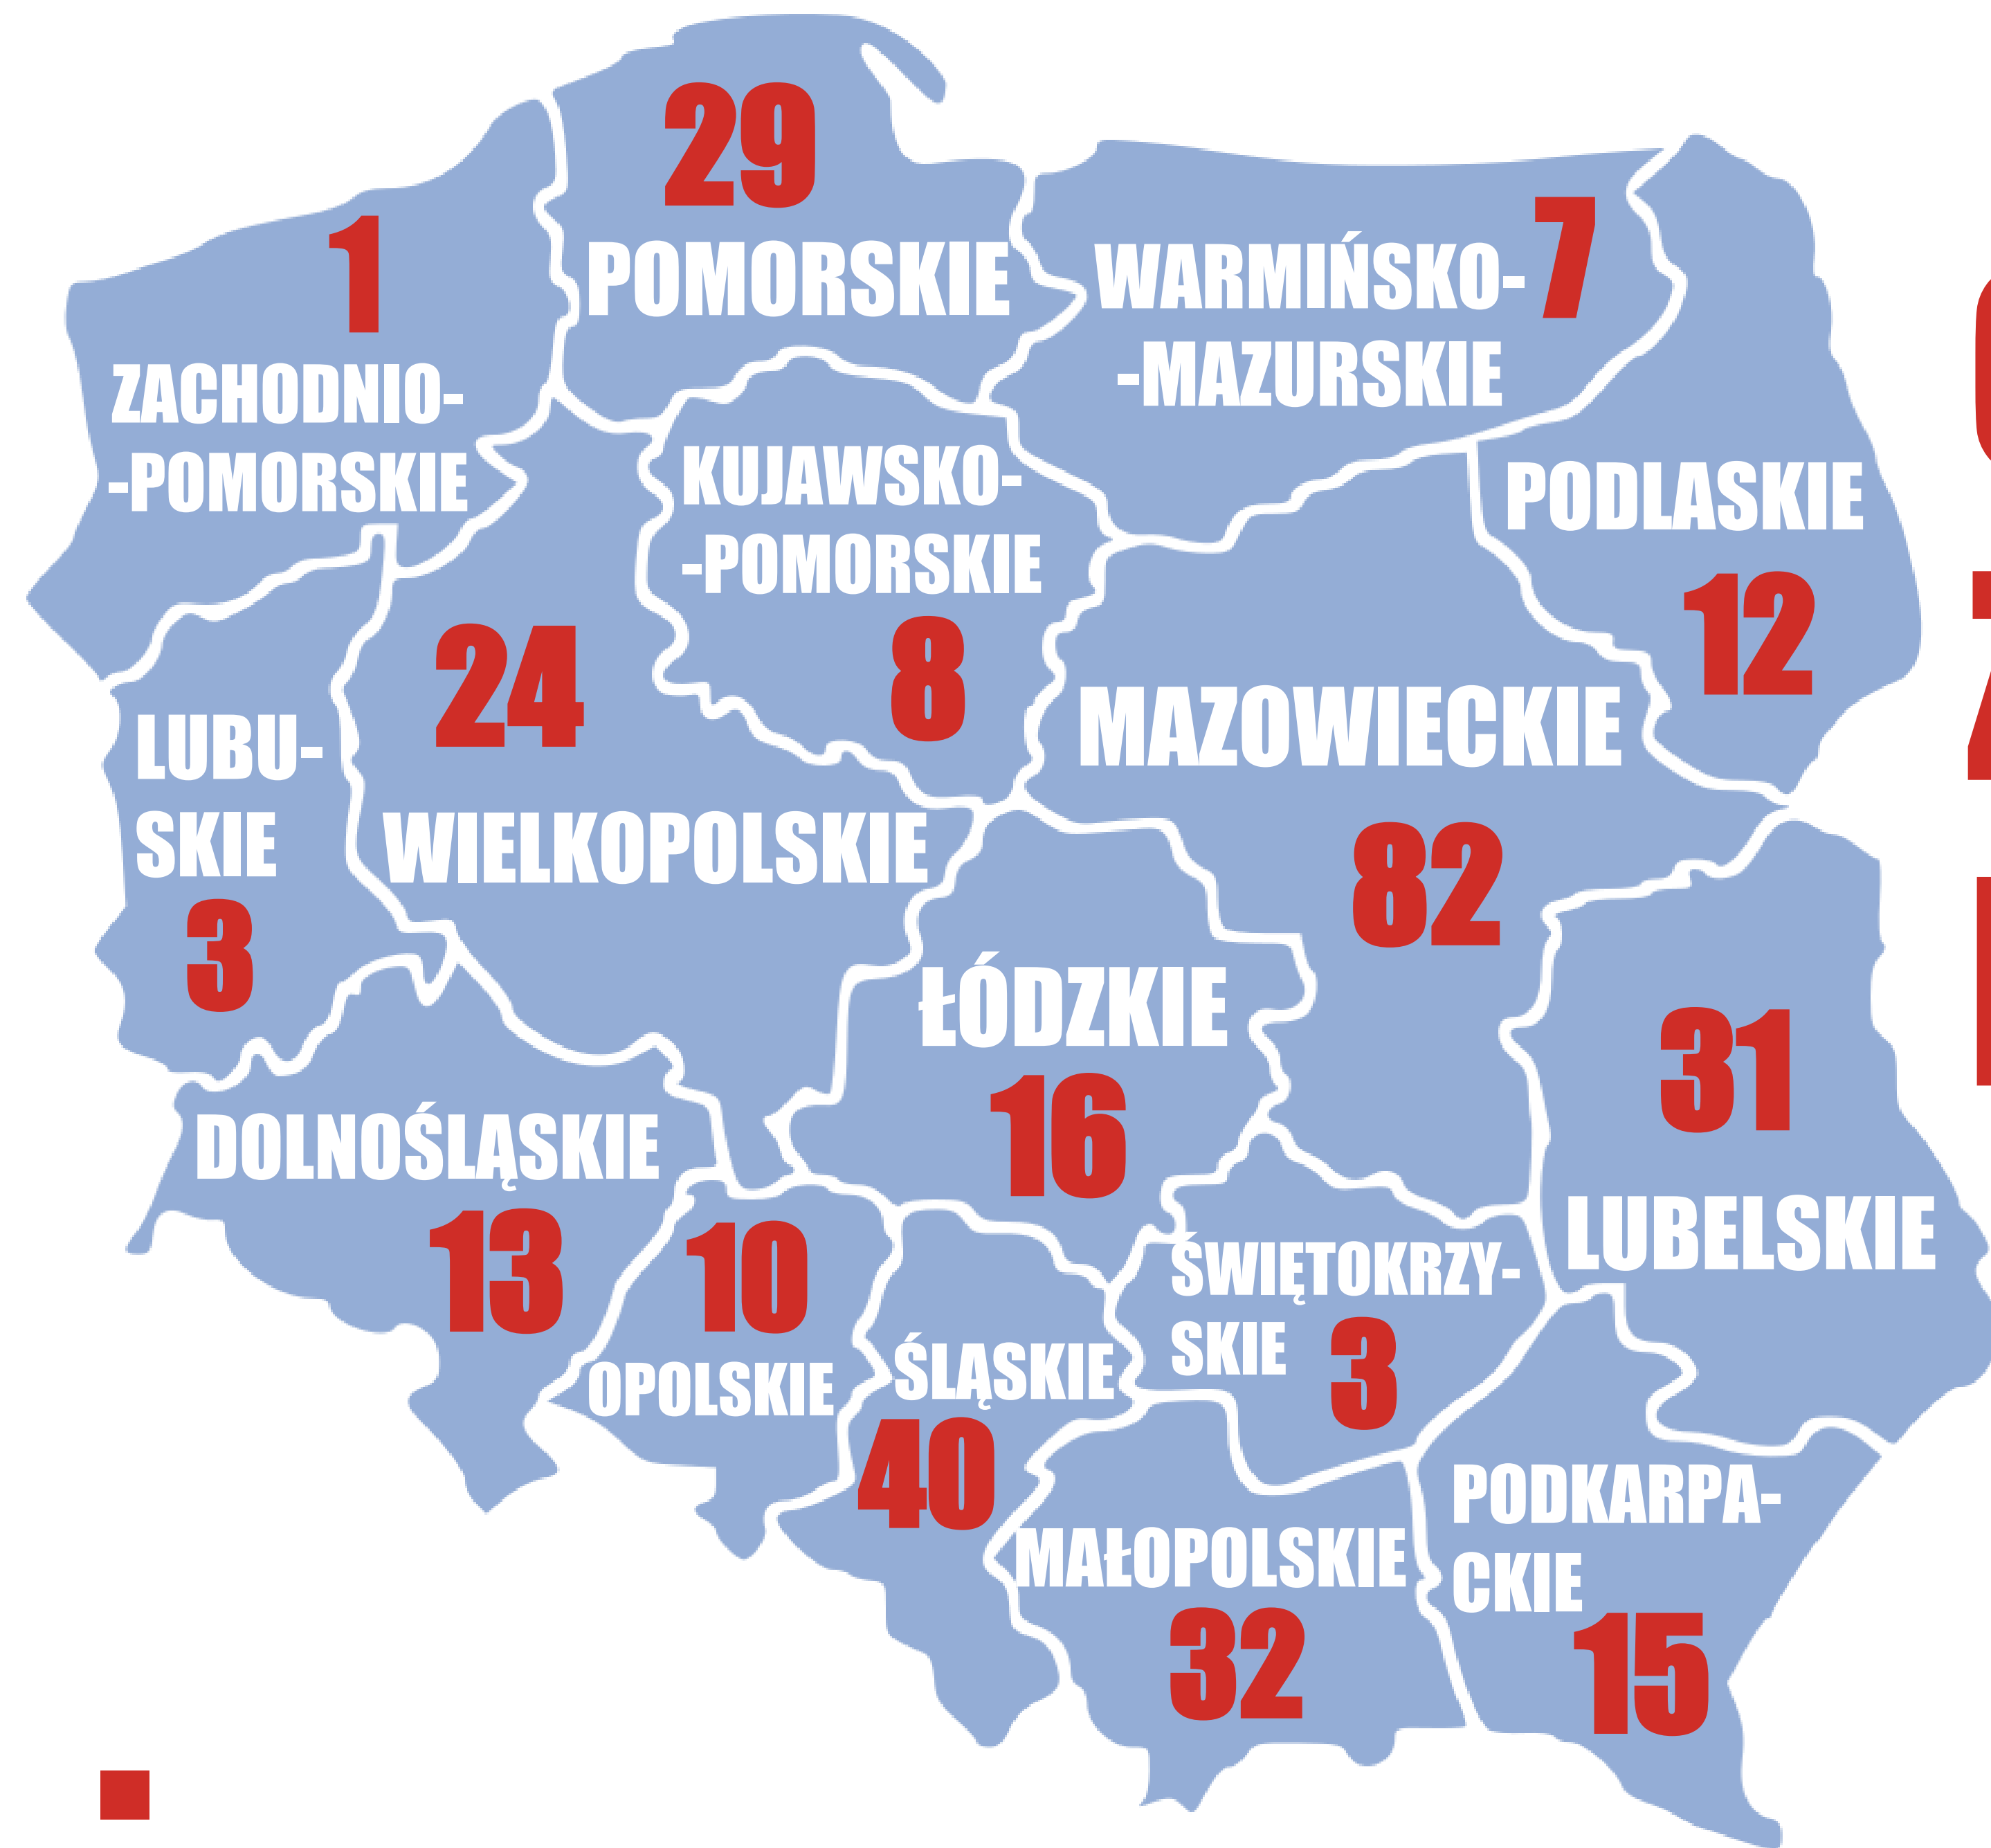 29
POMORSKIE
1
ZACHODNIO-
-POMORSKIE
WARMIŃSKO-
7
-MAZURSKIE
KUJAWSKO-
-POMORSKIE
8
PODLASKIE
12
24
WIELKOPOLSKIE
LUBU-
SKIE
3
MAZOWIECKIE
82
ŁÓDZKIE
16
31
LUBELSKIE
DOLNOŚLĄSKIE
13
10
OPOLSKIE
ŚLĄSKIE
40
ŚWIĘTOKRZY-
SKIE
3
MAŁOPOLSKIE
32
PODKARPA-
CKIE
15